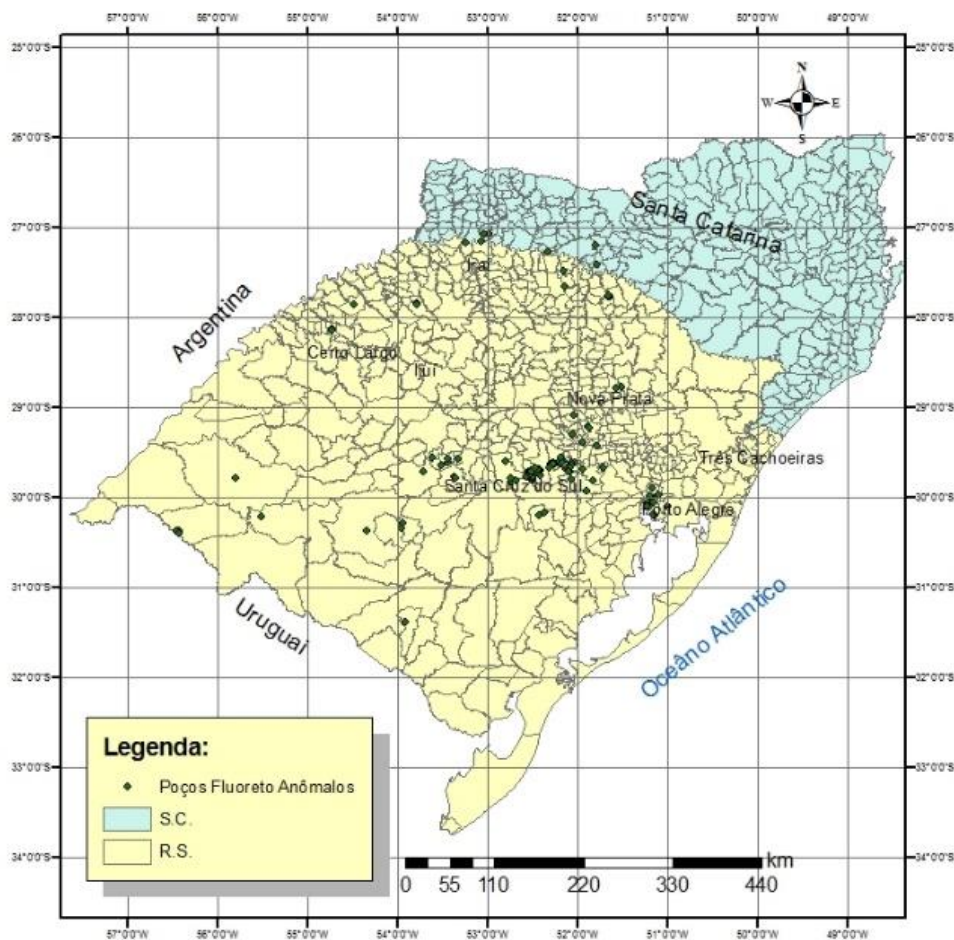 57°0'0"W 56°0'0"W 55°0'0"W 54°0'0"W 53°0'0"W 52°0'0"W 51°0'0"W 50°0'0"W 49°0'0"W
25°0'0"S 25°0'0"S
N
W E
S
26°0'0"S 26°0'0"S
Santa Catarina
27°0'0"S 27°0'0"S
Iraí
Argentina
28°0'0"S 28°0'0"S
Cerro Largo
Ijuí
Nova Prata
29°0'0"S 29°0'0"S
Três Cachoeiras
Santa Cruz do Sul
30°0'0"S 30°0'0"S
Porto Alegre
31°0'0"S 31°0'0"S
Uruguai
Oceâno Atlântico
32°0'0"S 32°0'0"S
Legenda:
Poços Fluoreto Anômalos
S.C.
R.S.
33°0'0"S 33°0'0"S
34°0'0"S 34°0'0"S
km
0 55 110 220 330 440
57°0'0"W 56°0'0"W 55°0'0"W 54°0'0"W 53°0'0"W 52°0'0"W 51°0'0"W 50°0'0"W 49°0'0"W